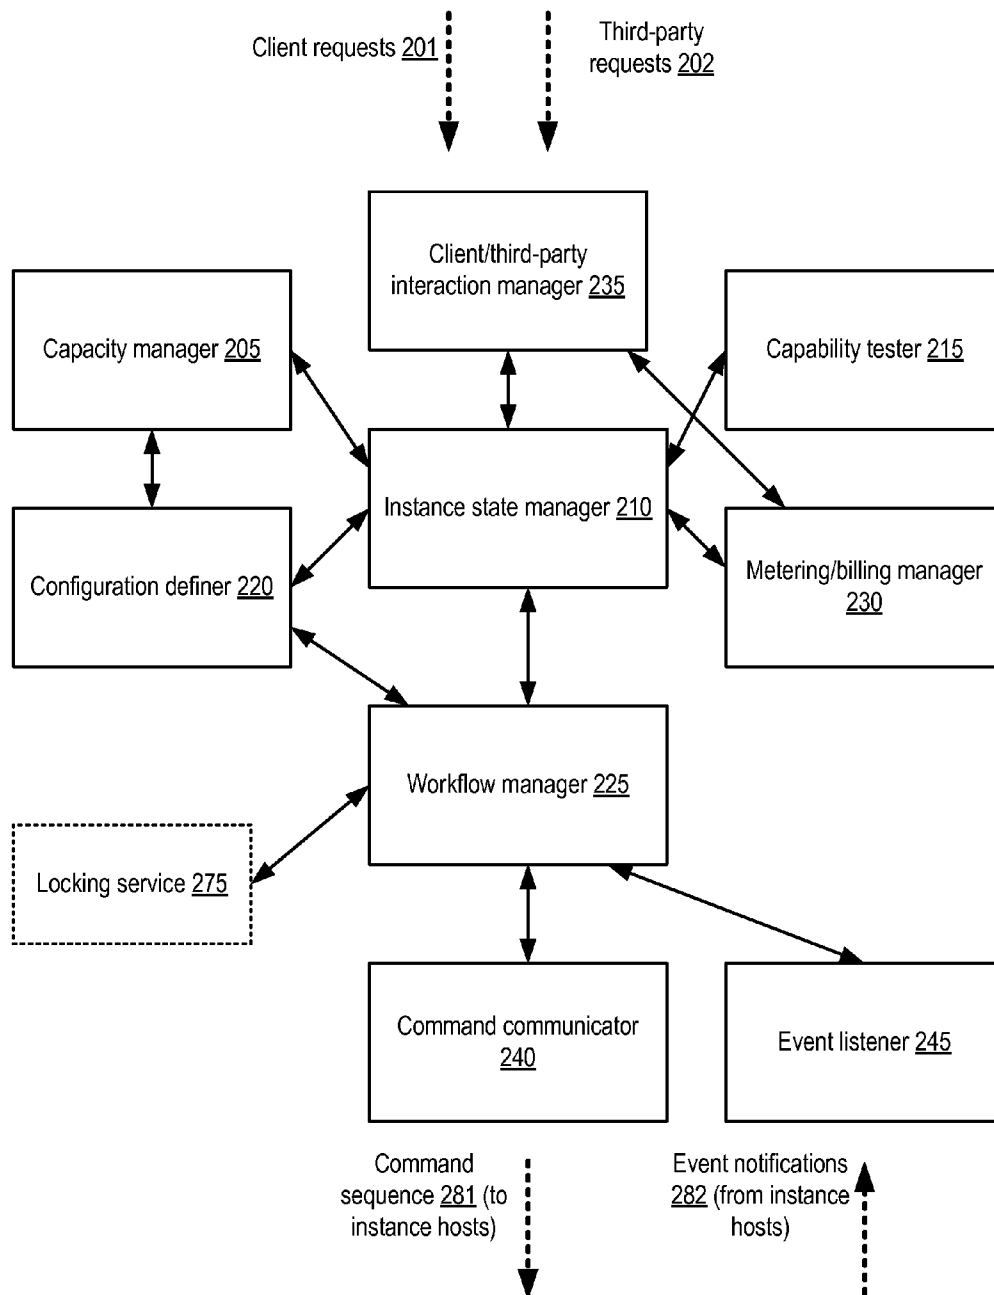 Client requests 201
Third-party
requests 202
Client/third-party
interaction manager 235
Capacity manager 205
Capability tester 215
Instance state manager 210
Configuration definer 220
Metering/billing manager
230
Workflow manager 225
Locking service 275
Command communicator
240
Event listener 245
Command
sequence 281 (to
instance hosts)
Event notifications
282 (from instance
hosts)